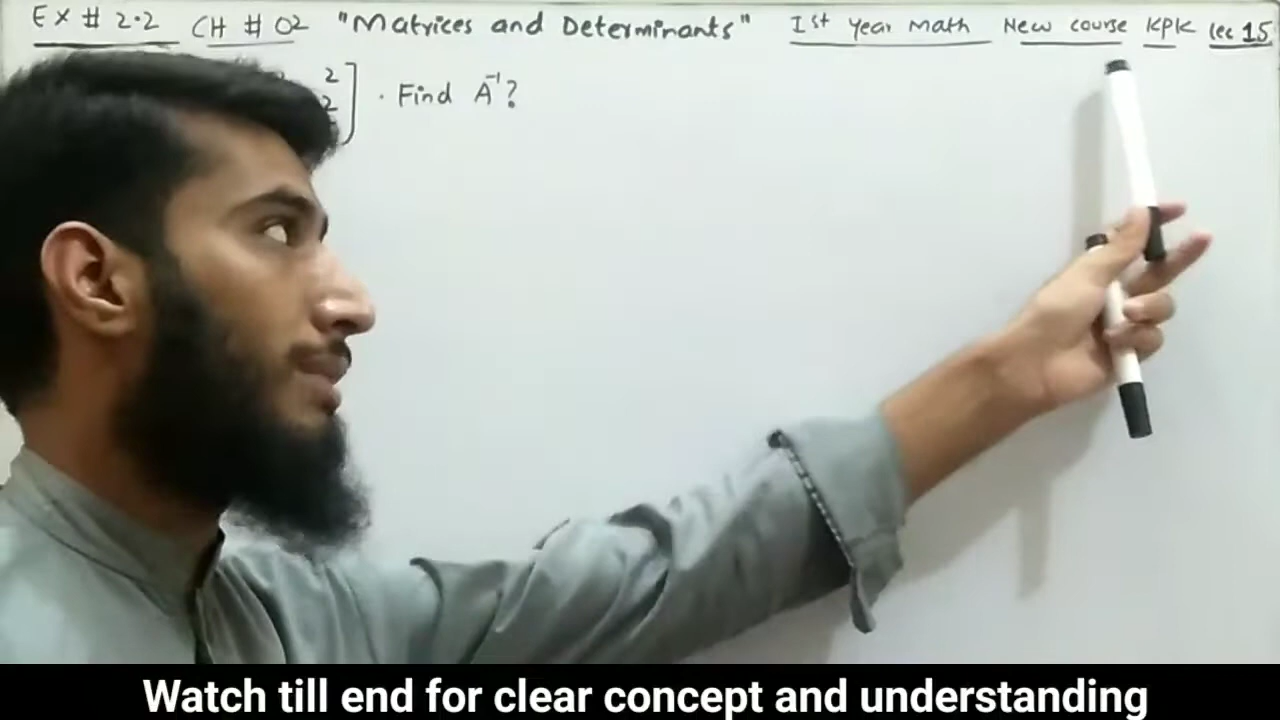 EX # 2.2 CH # 02 "Matrices and Determinants" Ist Year Math New course KPK lec 15
2
2 ] . Find A⁻¹?
Watch till end for clear concept and understanding